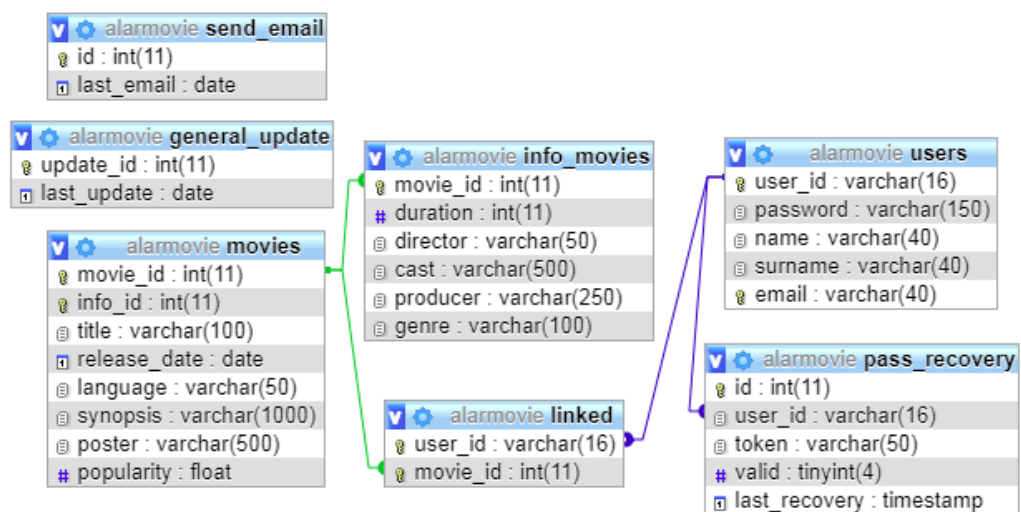 alarmovie send_email
id : int(11)
last_email : date
alarmovie general_update
update_id : int(11)
last_update : date
alarmovie movies
movie_id : int(11)
info_id : int(11)
title : varchar(100)
release_date : date
language : varchar(50)
synopsis : varchar(1000)
poster : varchar(500)
popularity : float
alarmovie info_movies
movie_id : int(11)
duration : int(11)
director : varchar(50)
cast : varchar(500)
producer : varchar(250)
genre : varchar(100)
alarmovie linked
user_id : varchar(16)
movie_id : int(11)
alarmovie users
user_id : varchar(16)
password : varchar(150)
name : varchar(40)
surname : varchar(40)
email : varchar(40)
alarmovie pass_recovery
id : int(11)
user_id : varchar(16)
token : varchar(50)
valid : tinyint(4)
last_recovery : timestamp